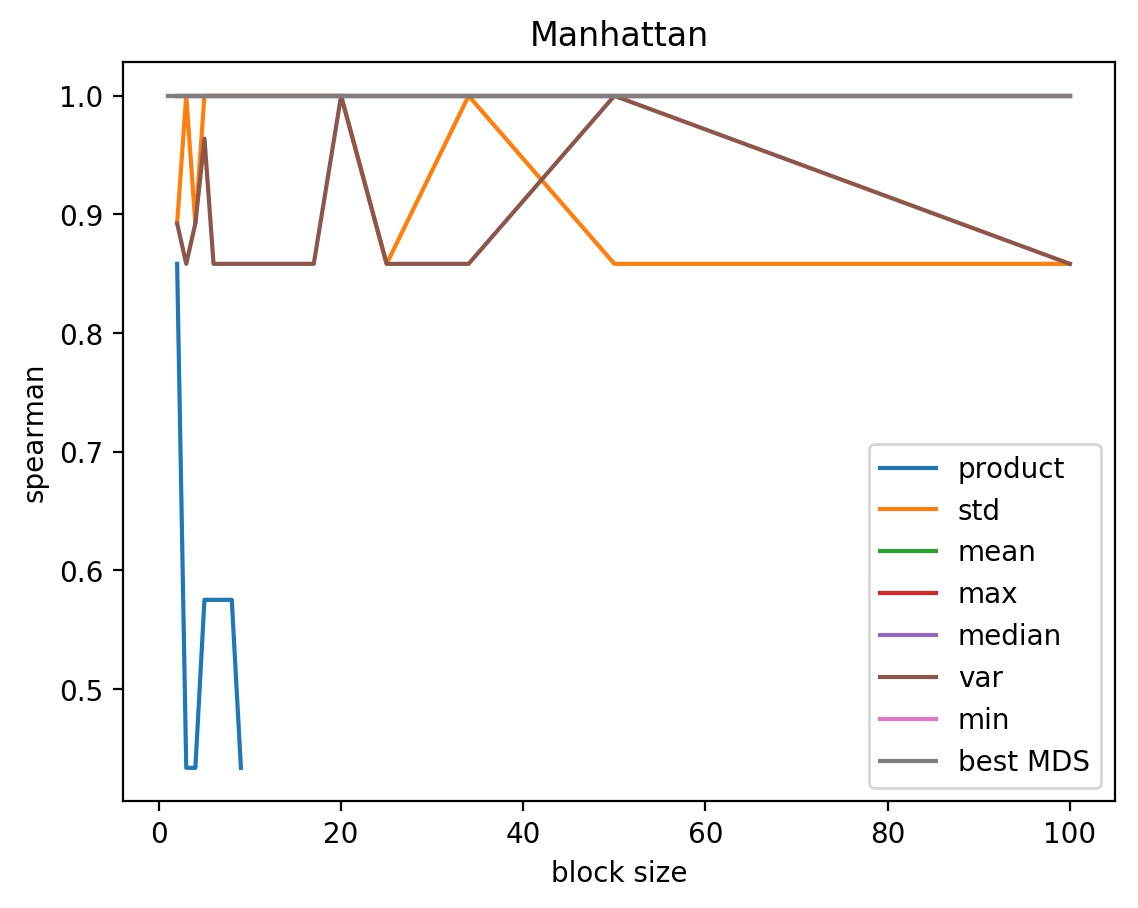 Manhattan
1.0
0.9
0.8
0.7
0.6
0.5
spearman
0
20
40
60
80
100
block size
product
std
mean
max
median
var
min
best MDS